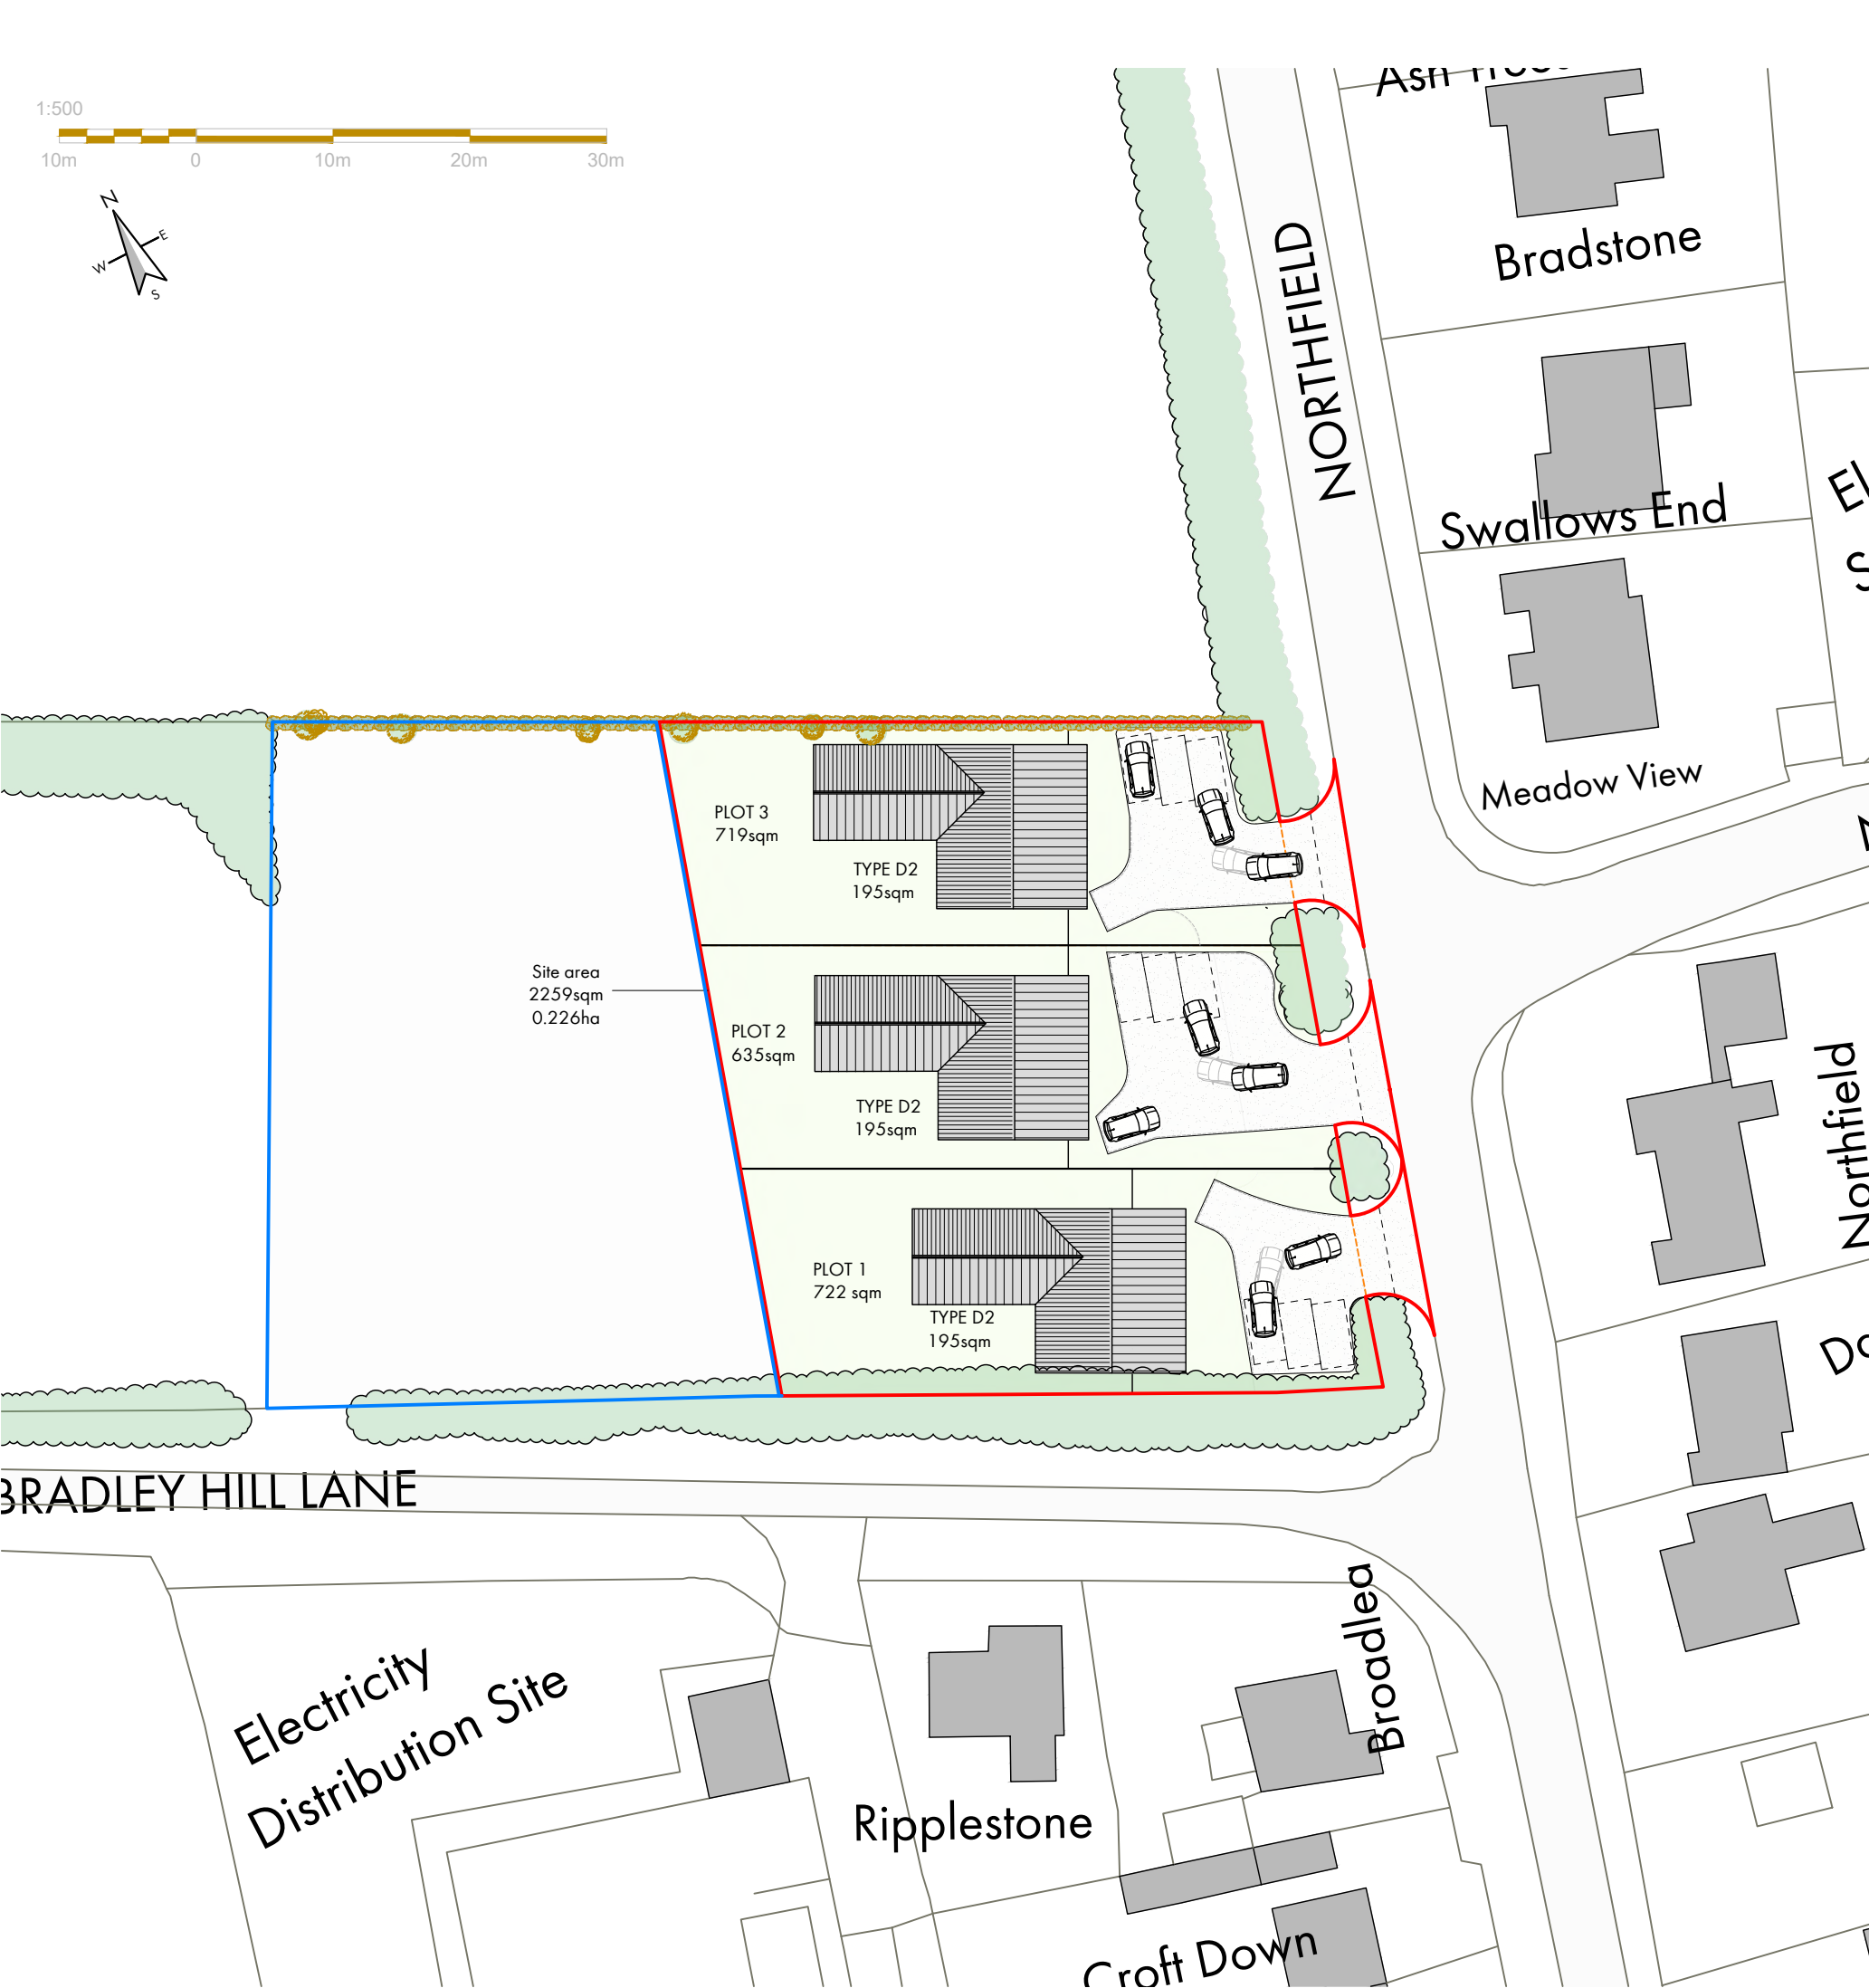 1:500
10m 0 10m 20m 30m
N
E
W
S
NORTHFIELD
Bradstone
Swallows End
Meadow View
PLOT 3
719sqm
TYPE D2
195sqm
Site area
2259sqm
0.226ha
PLOT 2
635sqm
TYPE D2
195sqm
PLOT 1
722 sqm
TYPE D2
195sqm
Northfield
BRADLEY HILL LANE
Electricity
Distribution Site
Ripplestone
Broadlea
Croft Down